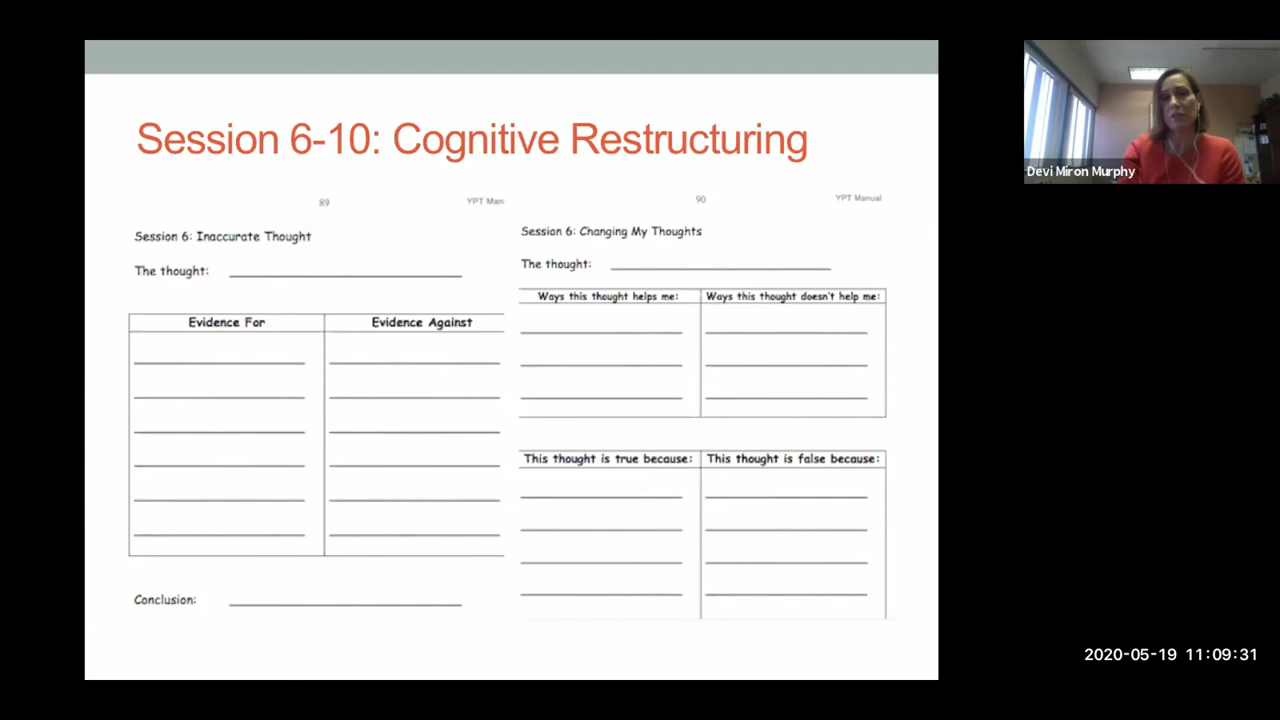 Session 6-10: Cognitive Restructuring
89
YPT Man
Session 6: Inaccurate Thought
The thought:
Evidence For
Evidence Against
Conclusion:
90
YPT Manual
Session 6: Changing My Thoughts
The thought:
Ways this thought helps me:
Ways this thought doesn't help me:
This thought is true because:
This thought is false because:
Devi Miron Murphy
2020-05-19 11:09:31